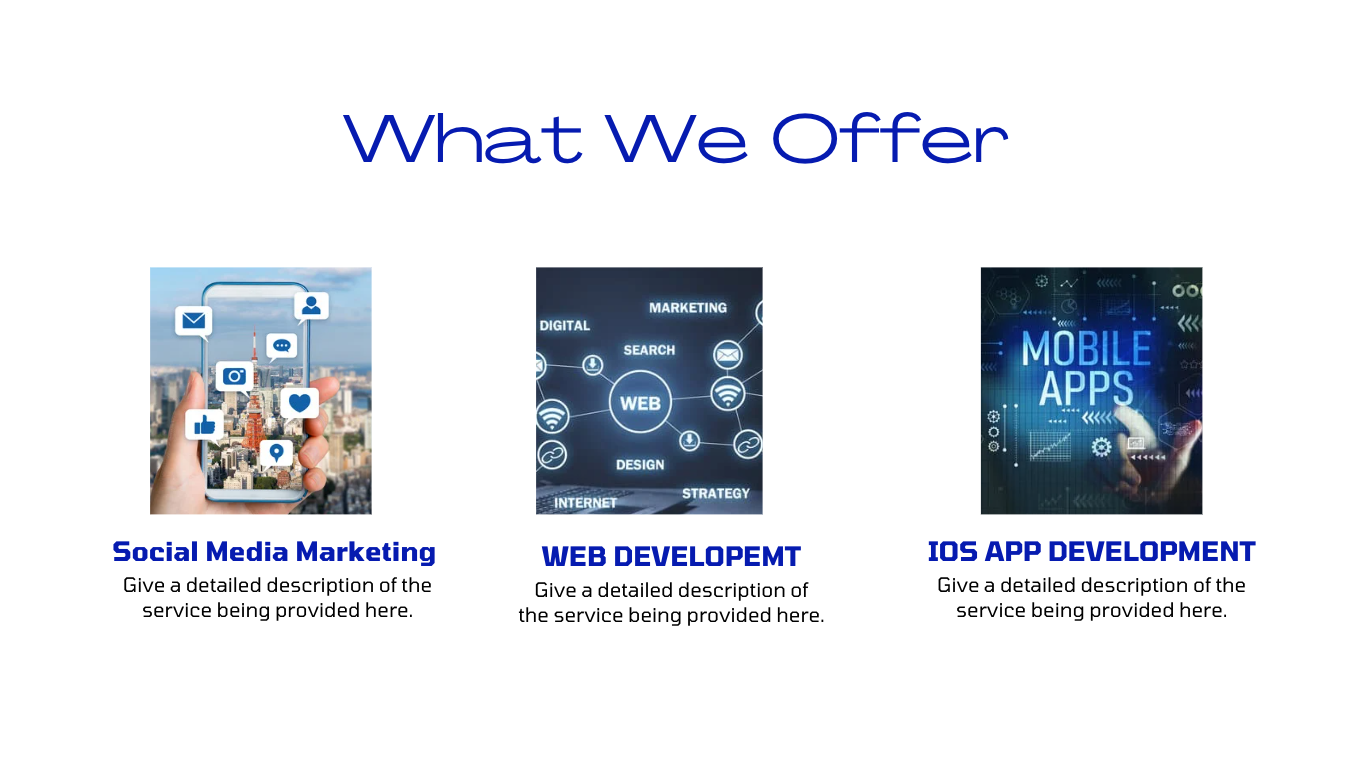 What We Offer
DIGITAL
MARKETING
SEARCH
WEB
DESIGN
INTERNET
STRATEGY
MOBILE
APPS
Social Media Marketing
Give a detailed description of the
service being provided here.
WEB DEVELOPEMT
Give a detailed description of
the service being provided here.
IOS APP DEVELOPMENT
Give a detailed description of the
service being provided here.